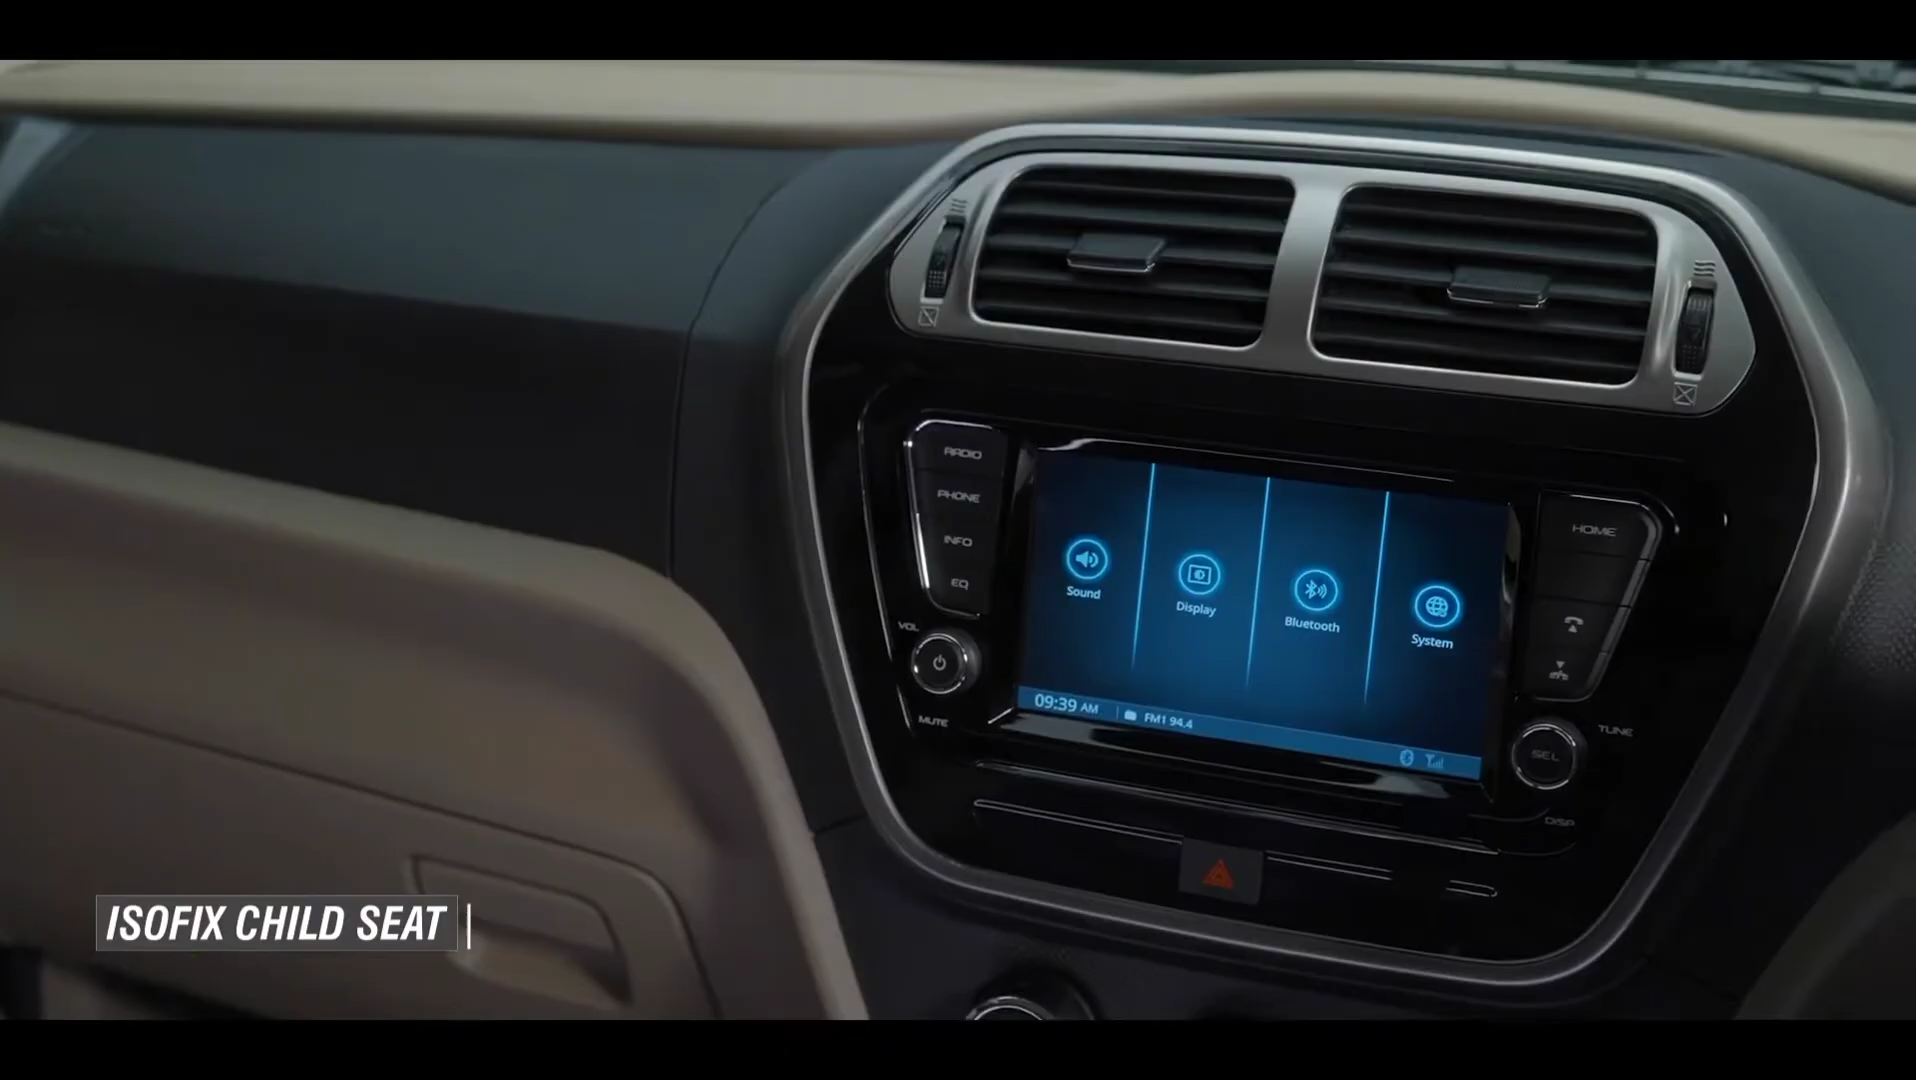 RADIO
PHONE
INFO
EQ
VOL
MUTE
Sound
Display
Bluetooth
System
09:39 AM
FM1 94.4
HOME
TUNE
SEL
DISP
ISOFIX CHILD SEAT